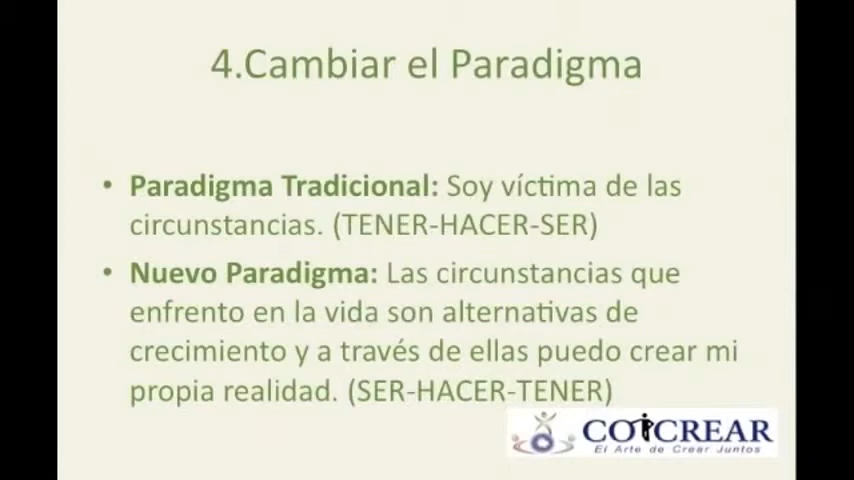 4.Cambiar el Paradigma
• Paradigma Tradicional: Soy víctima de las
circunstancias. (TENER-HACER-SER)
• Nuevo Paradigma: Las circunstancias que
enfrento en la vida son alternativas de
crecimiento y a través de ellas puedo crear mi
propia realidad. (SER-HACER-TENER)
COCREAR
El Arte de Crear Juntos